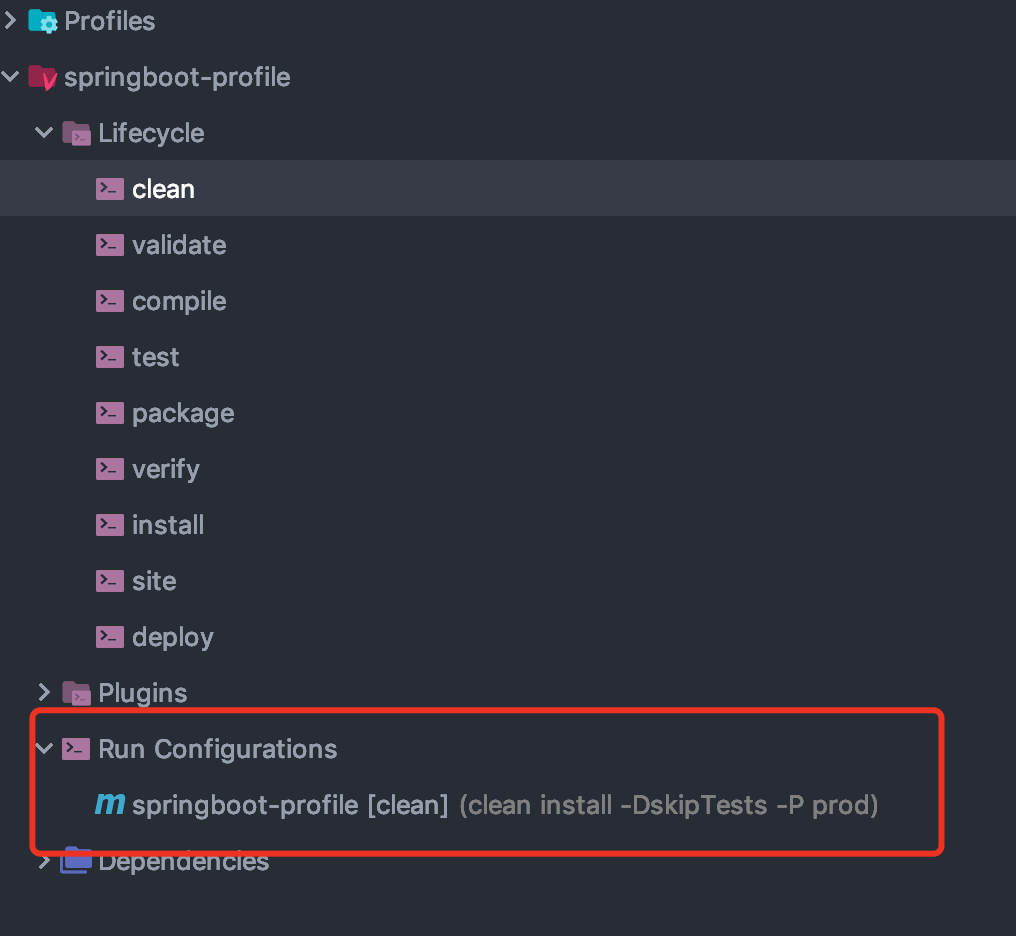 Profiles
springboot-profile
Lifecycle
clean
validate
compile
test
package
verify
install
site
deploy
Plugins
Run Configurations
springboot-profile [clean] (clean install -DskipTests -P prod)
Dependencies